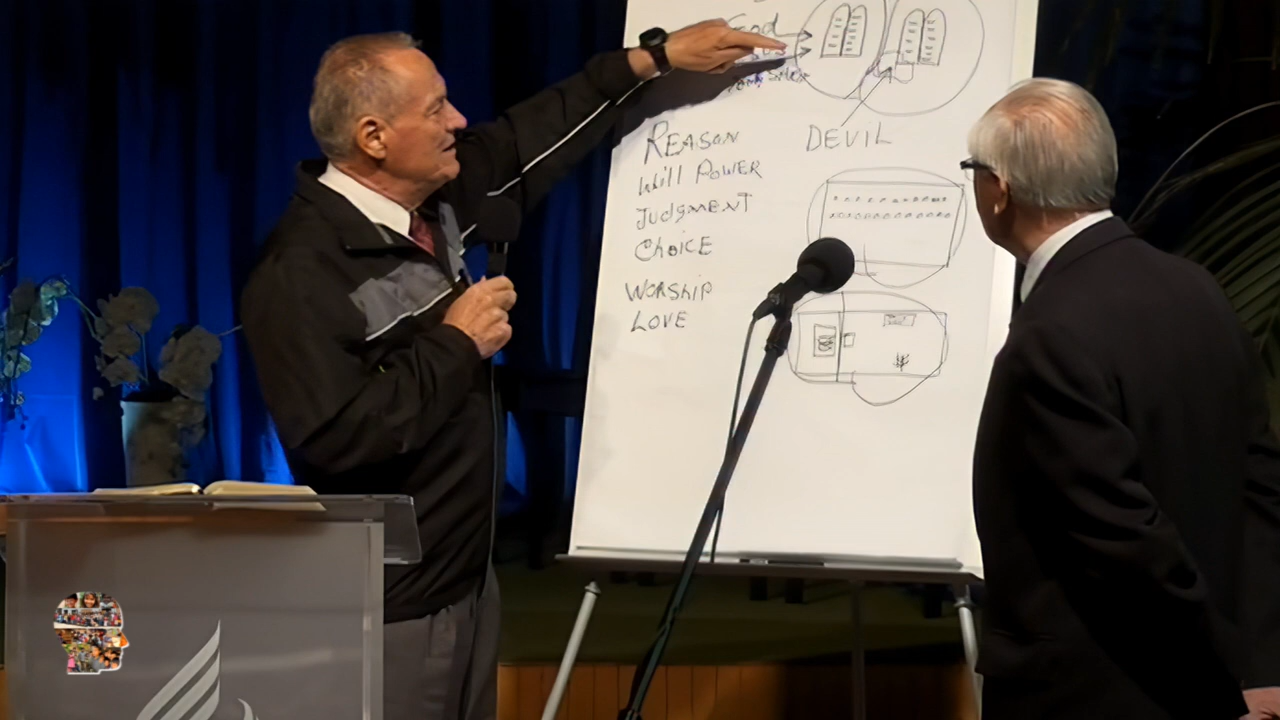 God
DEVIL
REASON
Will POWER
JUdGMENT
CHOICE
WORSHIP
LOVE